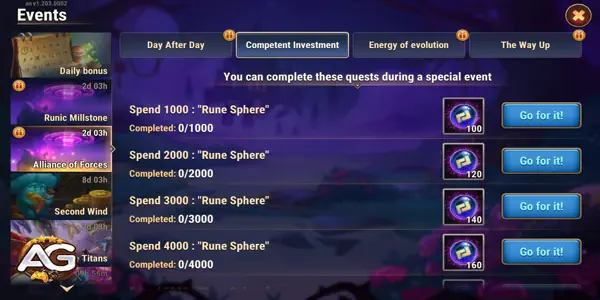 Events
Day After Day
Competent Investment
Energy of evolution
The Way Up
You can complete these quests during a special event
Daily bonus
2d 03h
Runic Millstone
2d 03h
Alliance of Forces
8d 03h
Second Wind
Titans
AG
Spend 1000 : "Rune Sphere"
Completed: 0/1000
100
Go for it!
Spend 2000 : "Rune Sphere"
Completed: 0/2000
120
Go for it!
Spend 3000 : "Rune Sphere"
Completed: 0/3000
140
Go for it!
Spend 4000 : "Rune Sphere"
Completed: 0/4000
160
Go for it!